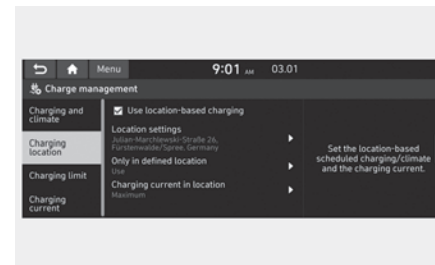 Menu
9:01 AM 03.01
Charge management
Charging and
climate
Charging
location
Charging limit
Charging
current
Use location-based charging
Location settings
Julian-Marchlewski-Straße 26,
Fürstenwalde/Spree, Germany
Only in defined location
Use
Charging current in location
Maximum
Set the location-based
scheduled charging/climate
and the charging current.